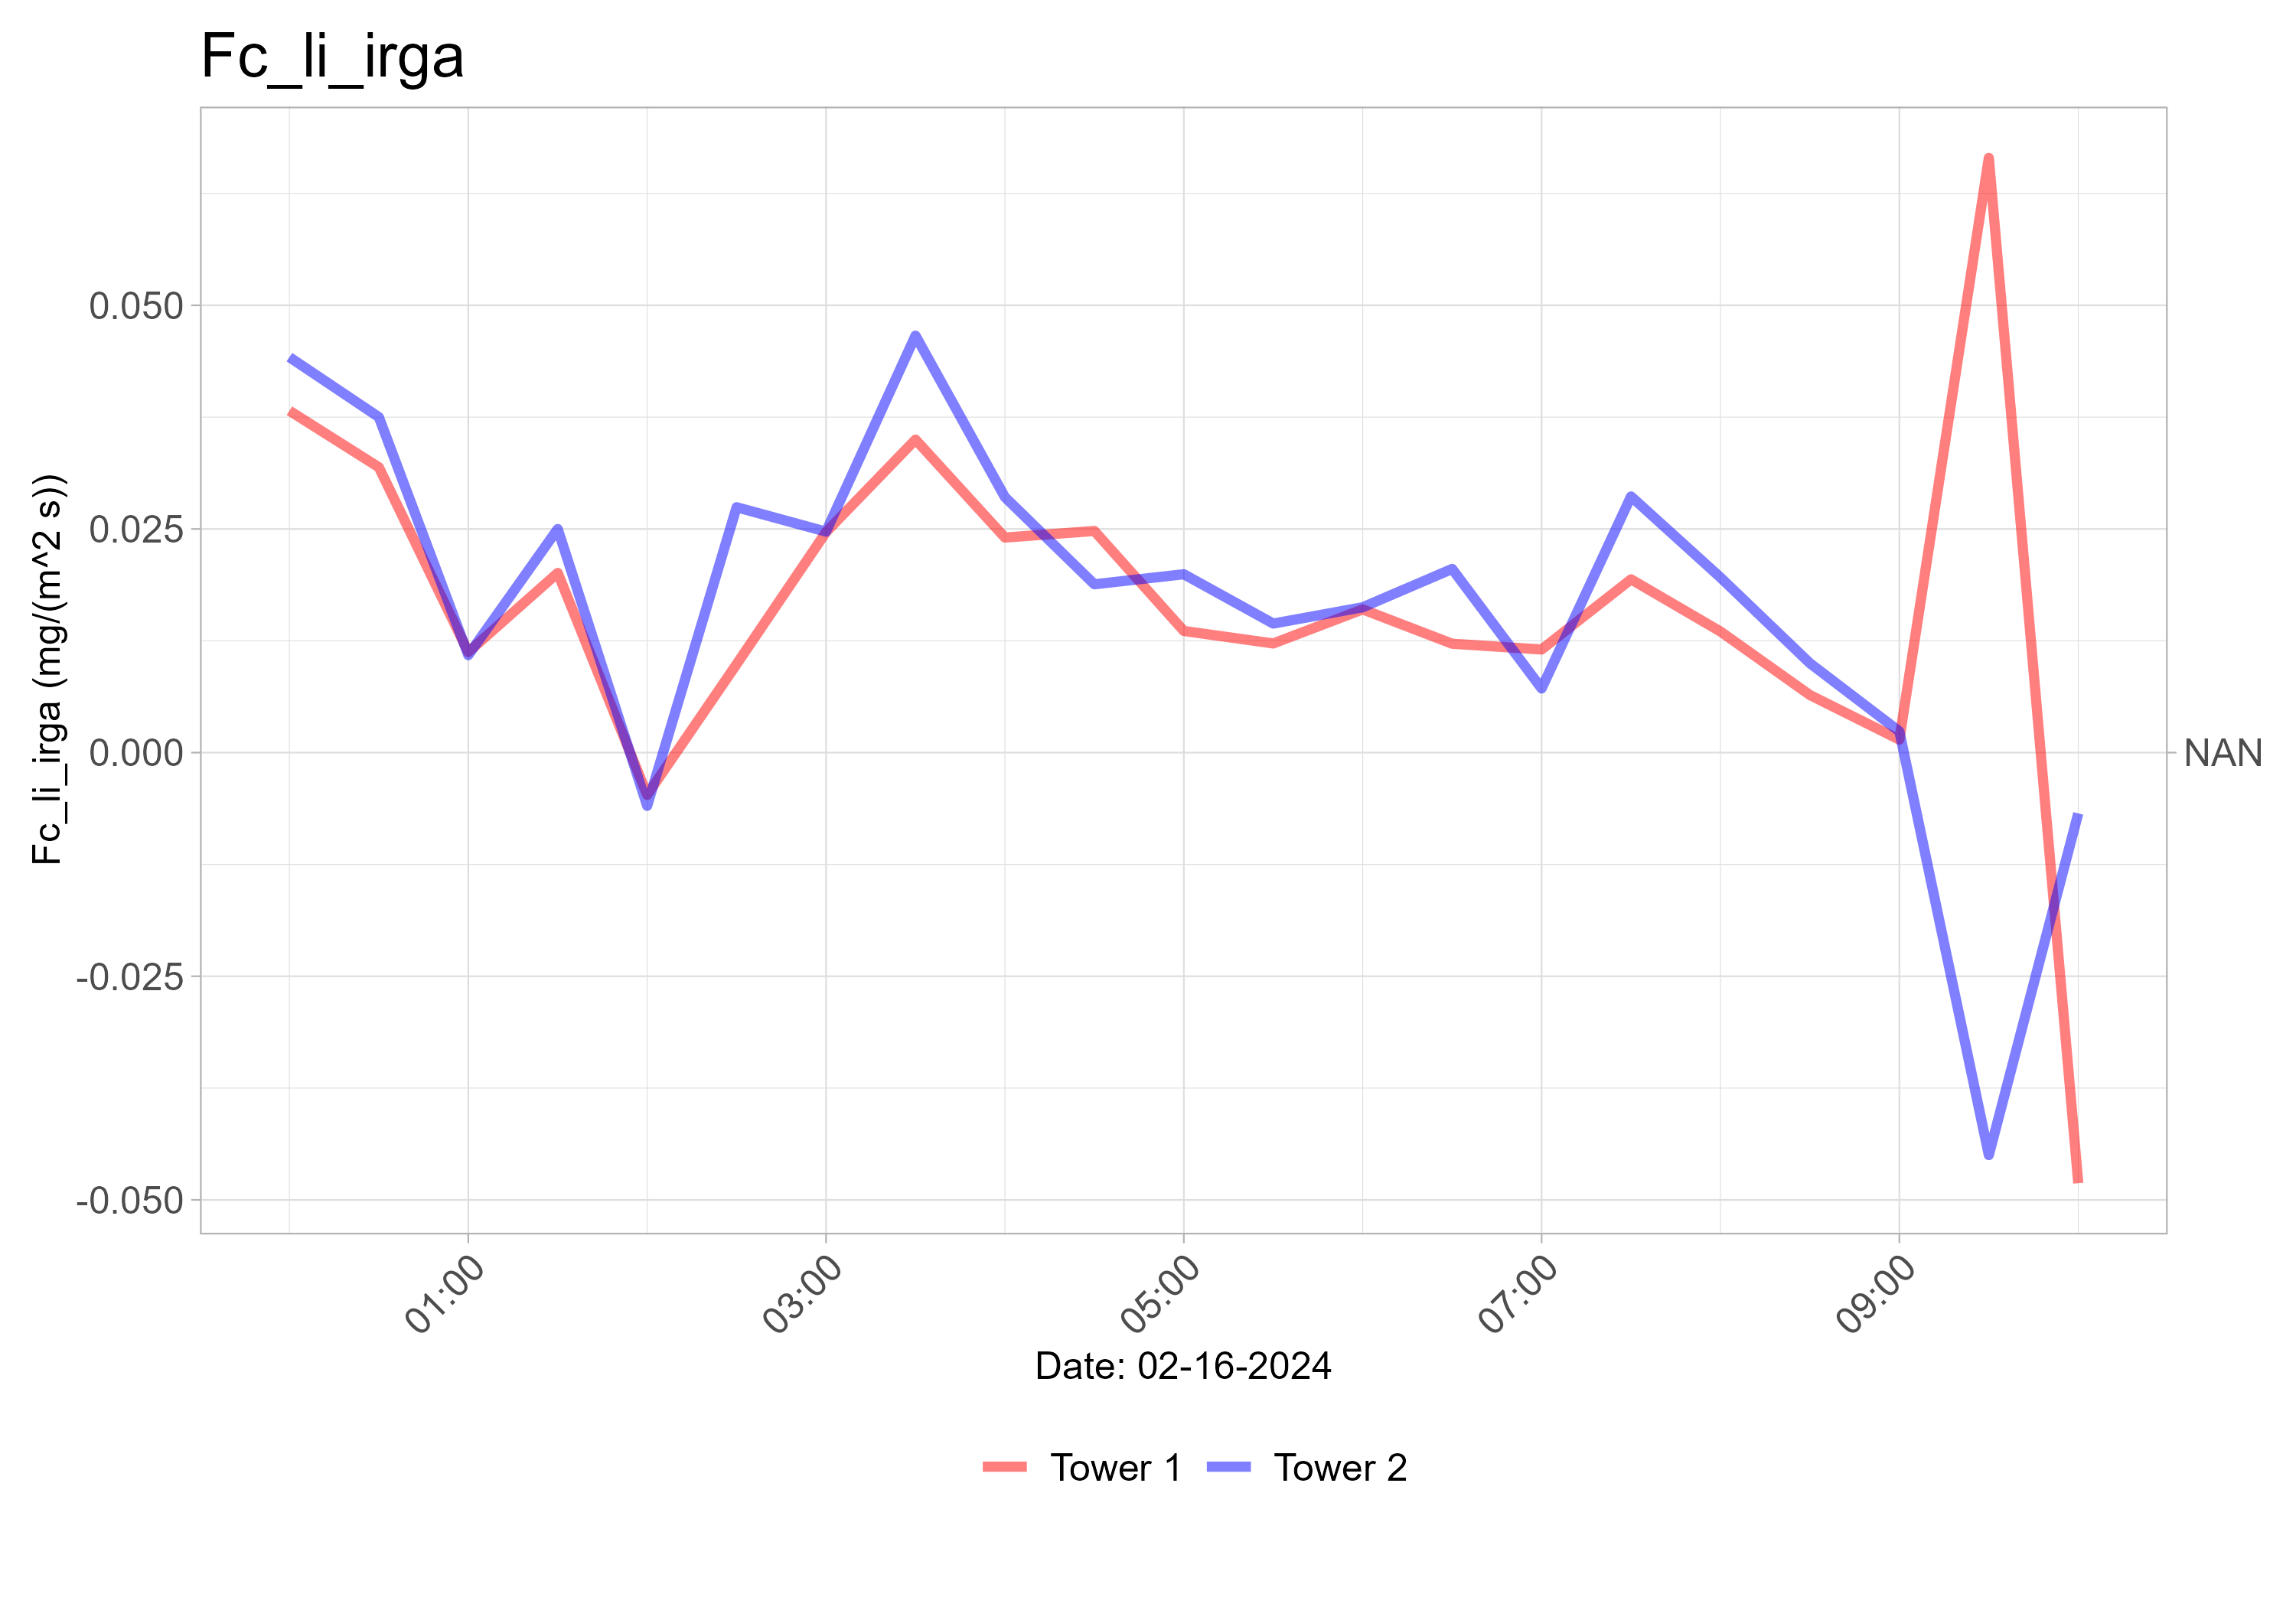 Fc_li_irga
Fc_li_irga (mg/(m^2 s))
0.050
0.025
0.000
-0.025
-0.050
NAN
01:00
03:00
05:00
07:00
09:00
Date: 02-16-2024
Tower 1
Tower 2